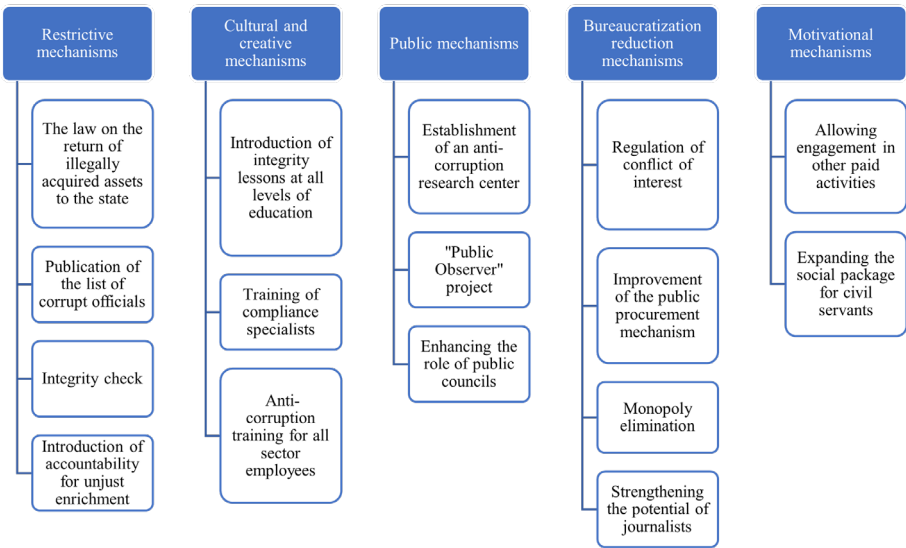 Restrictive
mechanisms
The law on the
return of
illegally
acquired assets
to the state
Publication of
the list of
corrupt officials
Integrity check
Introduction of
accountability
for unjust
enrichment
Cultural and
creative
mechanisms
Introduction of
integrity
lessons at all
levels of
education
Training of
compliance
specialists
Anti-
corruption
training for all
sector
employees
Public mechanisms
Establishment
of an anti-
corruption
research center
"Public
Observer"
project
Enhancing the
role of public
councils
Bureaucratization
reduction
mechanisms
Regulation of
conflict of
interest
Improvement
of the public
procurement
mechanism
Monopoly
elimination
Strengthening
the potential of
journalists
Motivational
mechanisms
Allowing
engagement in
other paid
activities
Expanding the
social package
for civil
servants